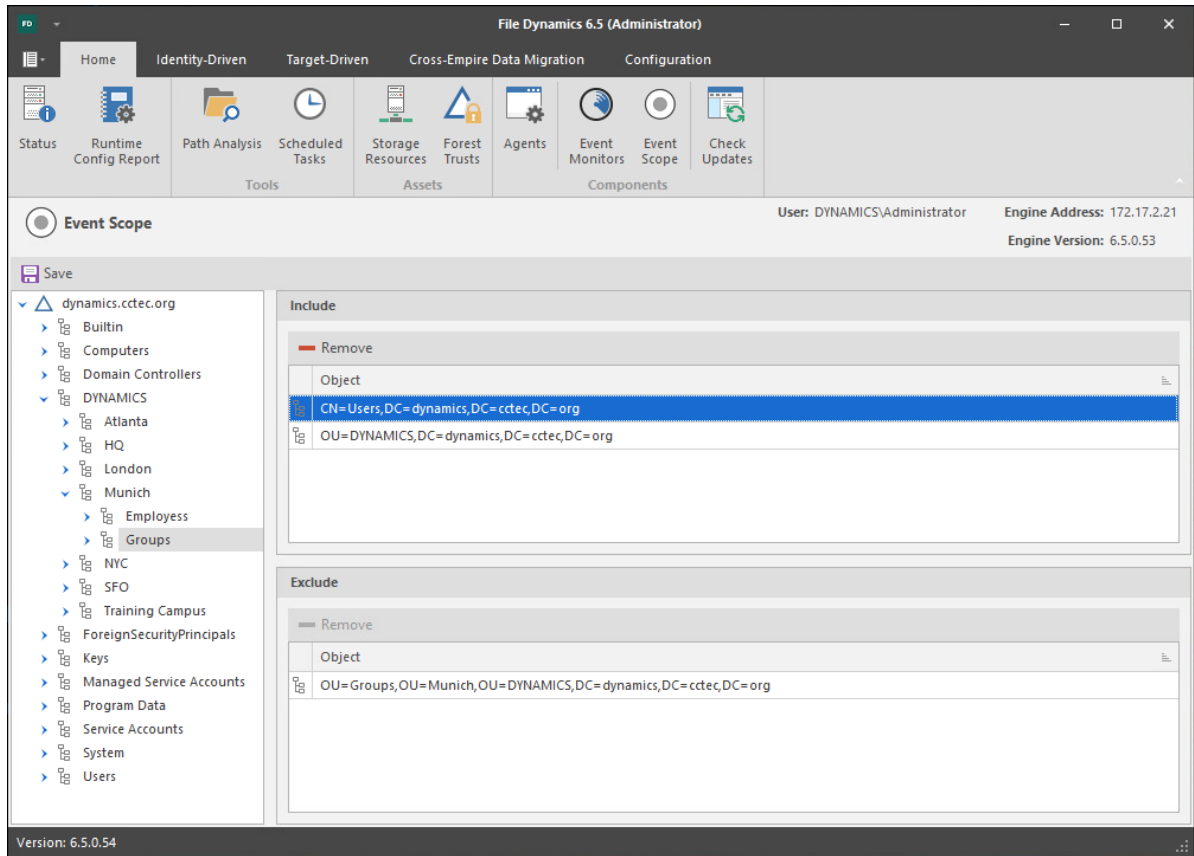 FD
File Dynamics 6.5 (Administrator)
Home Identity-Driven Target-Driven Cross-Empire Data Migration Configuration
Status
Runtime
Config Report
Path Analysis
Scheduled
Tasks
Storage
Resources
Forest
Trusts
Agents
Event
Monitors
Event
Scope
Check
Updates
Tools
Assets
Components
Event Scope
User: DYNAMICS\Administrator
Engine Address: 172.17.2.21
Engine Version: 6.5.0.53
Save
dynamics.cctec.org
Builtin
Computers
Domain Controllers
DYNAMICS
Atlanta
HQ
London
Munich
Employess
Groups
NYC
SFO
Training Campus
ForeignSecurityPrincipals
Keys
Managed Service Accounts
Program Data
Service Accounts
System
Users
Include
Remove
Object
CN=Users,DC=dynamics,DC=cctec,DC=org
OU=DYNAMICS,DC=dynamics,DC=cctec,DC=org
Exclude
Remove
Object
OU=Groups,OU=Munich,OU=DYNAMICS,DC=dynamics,DC=cctec,DC=org
Version: 6.5.0.54